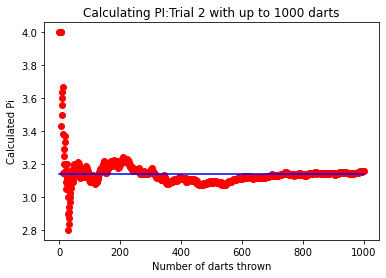 Calculating PI:Trial 2 with up to 1000 darts
Calculated Pi
4.0
3.8
3.6
3.4
3.2
3.0
2.8
0 200 400 600 800 1000
Number of darts thrown